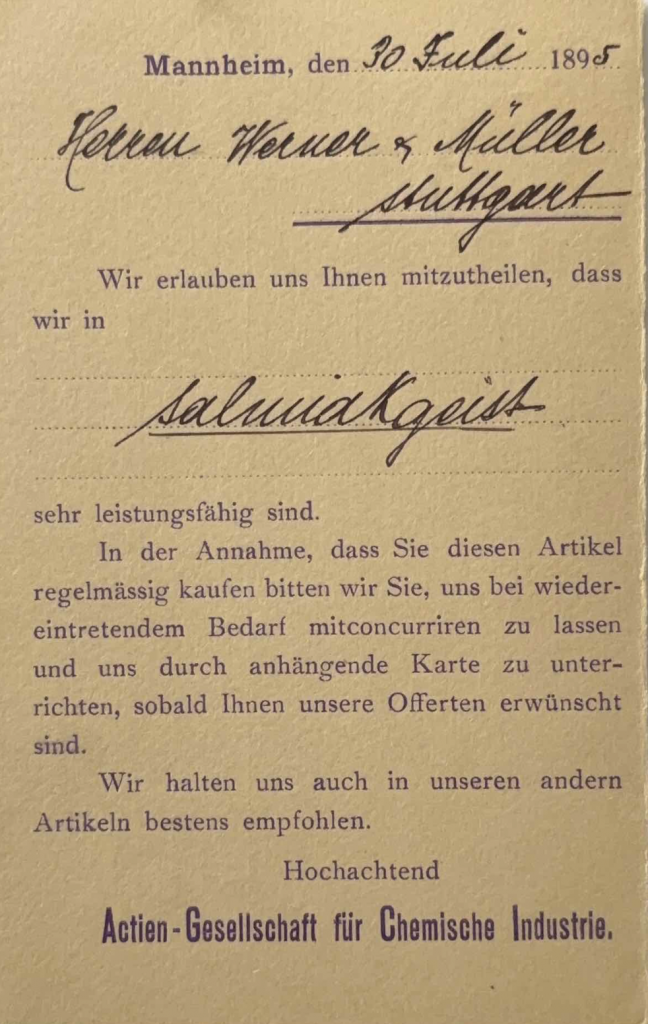 Mannheim, den 30 Juli 1895
Herren Werner & Müller
Stuttgart
Wir erlauben uns Ihnen mitzutheilen, dass
wir in
Salmiakgeist
sehr leistungsfähig sind.
In der Annahme, dass Sie diesen Artikel
regelmässig kaufen bitten wir Sie, uns bei wieder-
eintretendem Bedarf mitconcurriren zu lassen
und uns durch anhängende Karte zu unter-
richten, sobald Ihnen unsere Offerten erwünscht
sind.
Wir halten uns auch in unseren andern
Artikeln bestens empfohlen.
Hochachtend
Actien-Gesellschaft für Chemische Industrie.